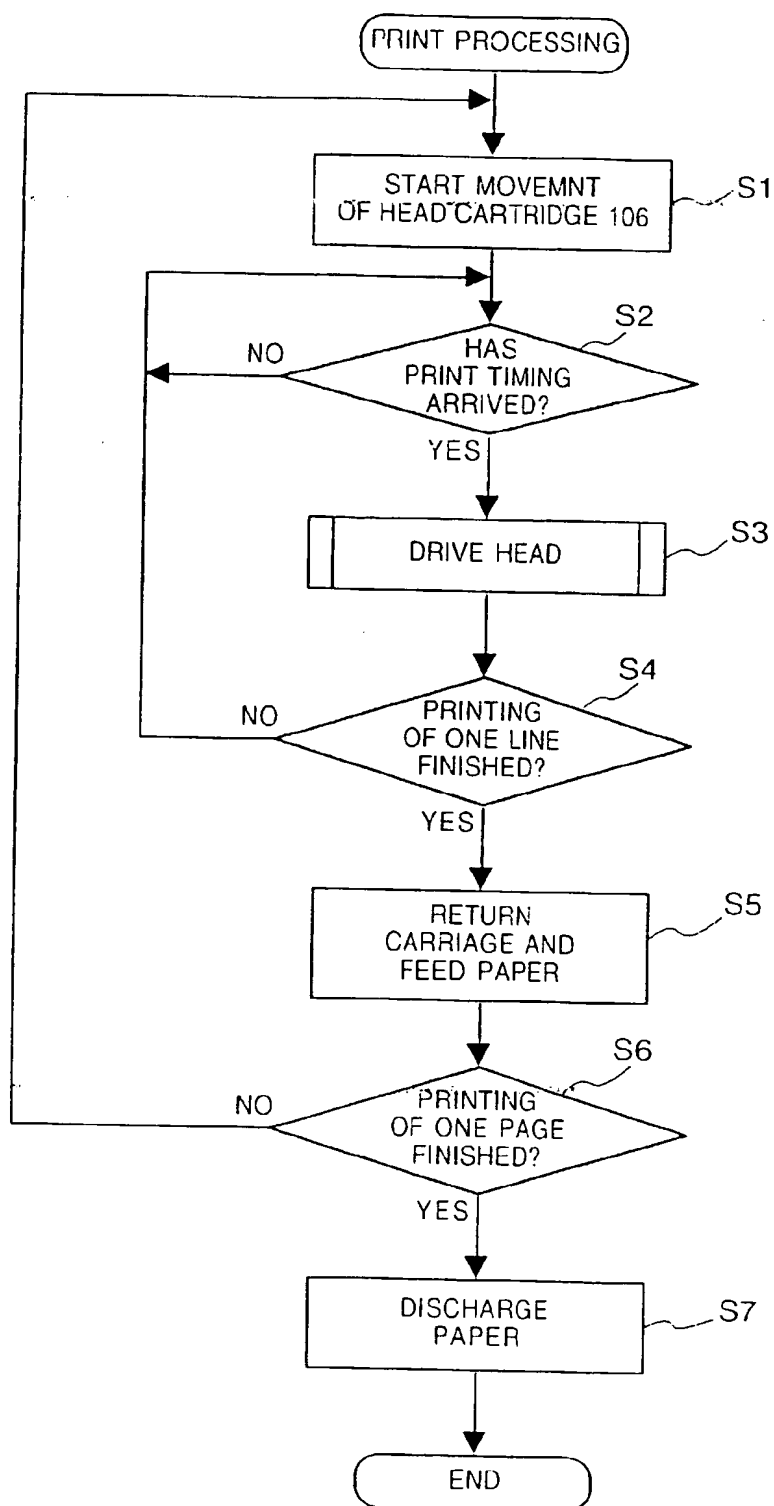 PRINT PROCESSING
START MOVEMNT
OF HEAD CARTRIDGE 106
S1
S2
HAS
PRINT TIMING
ARRIVED?
NO
YES
DRIVE HEAD
S3
S4
PRINTING
OF ONE LINE
FINISHED?
NO
YES
RETURN
CARRIAGE AND
FEED PAPER
S5
S6
PRINTING
OF ONE PAGE
FINISHED?
NO
YES
DISCHARGE
PAPER
S7
END